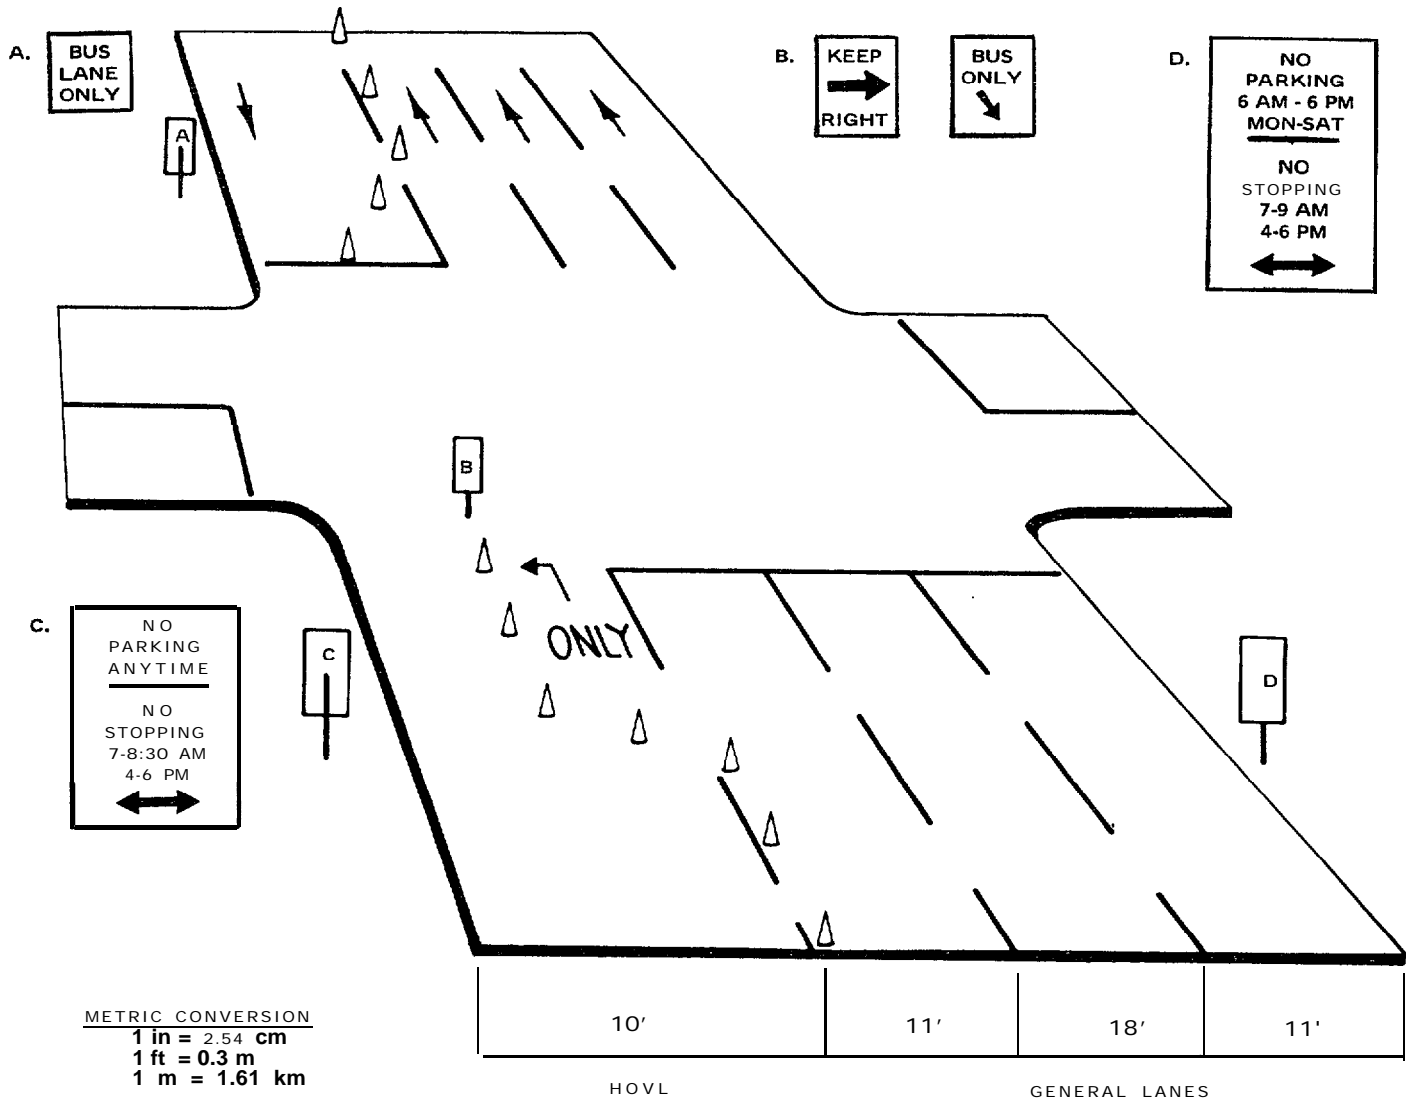 A.
BUS
LANE
ONLY
A
B.
KEEP
RIGHT
BUS
ONLY
D.
NO
PARKING
6 AM - 6 PM
MON-SAT
NO
STOPPING
7-9 AM
4-6 PM
B
ONLY
C.
NO
PARKING
ANYTIME
NO
STOPPING
7-8:30 AM
4-6 PM
C
D
METRIC CONVERSION
1 in = 2.54 cm
1 ft = 0.3 m
1 m = 1.61 km
10'
11'
18'
11'
HOVL
GENERAL LANES